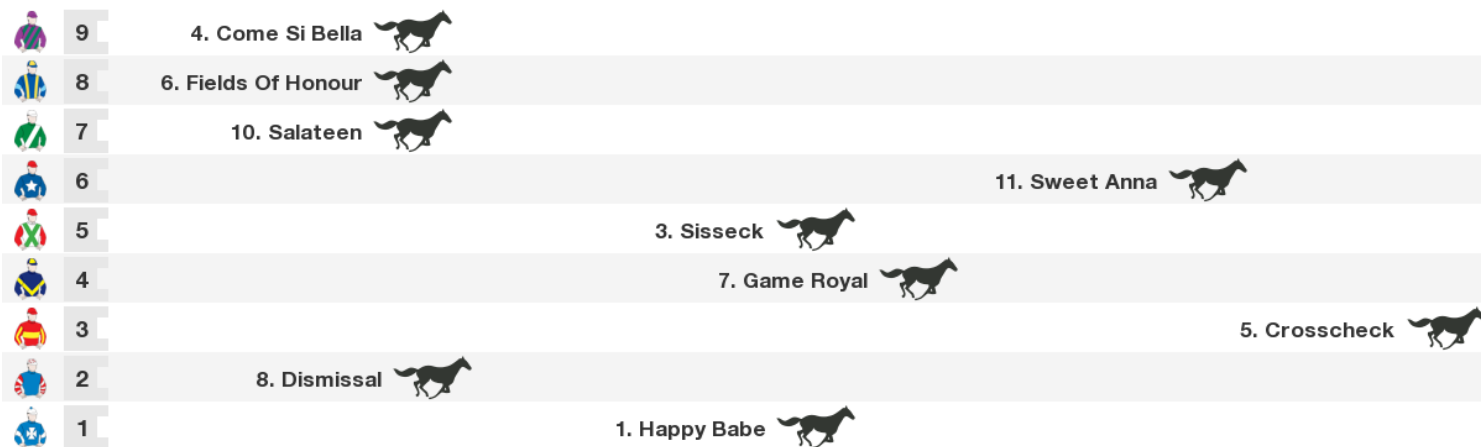 9 4. Come Si Bella
8 6. Fields Of Honour
7 10. Salateen
6 11. Sweet Anna
5 3. Sisseck
4 7. Game Royal
3 5. Crosscheck
2 8. Dismissal
1 1. Happy Babe